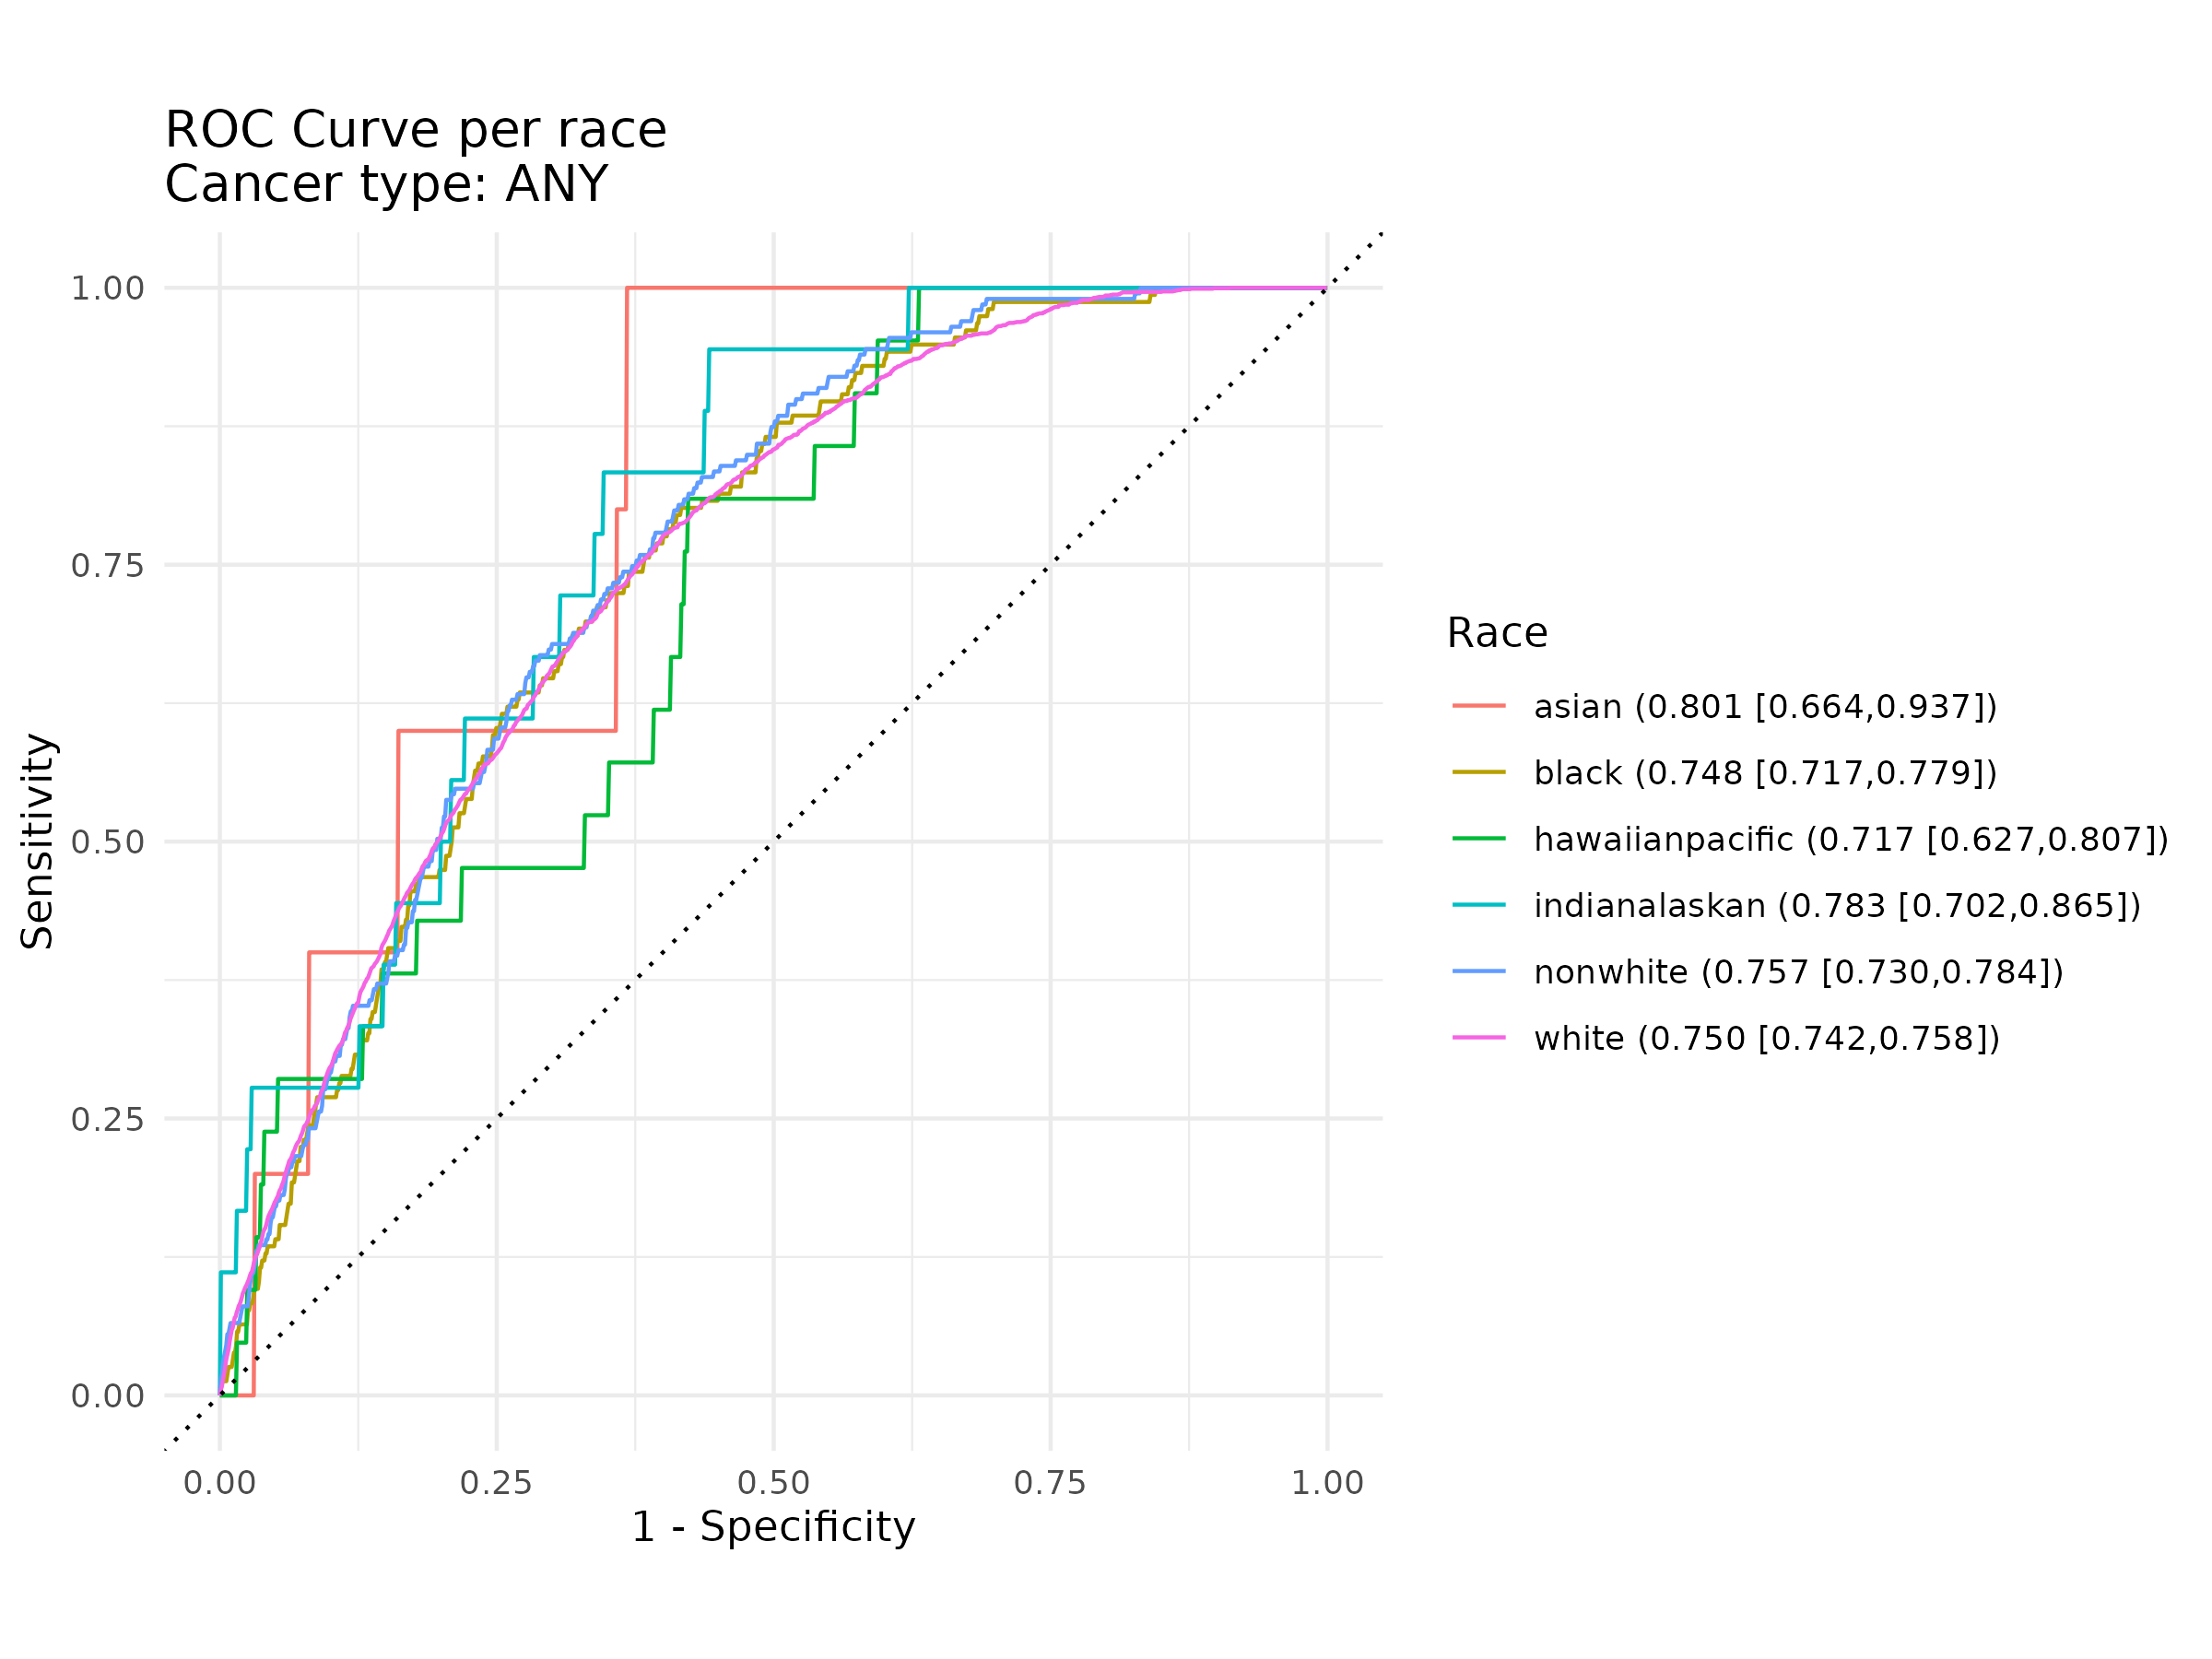 ROC Curve per race
Cancer type: ANY
1.00
0.75
0.50
0.25
0.00
Sensitivity
0.00 0.25 0.50 0.75 1.00
1 - Specificity
Race
asian (0.801 [0.664,0.937])
black (0.748 [0.717,0.779])
hawaiianpacific (0.717 [0.627,0.807])
indianalaskan (0.783 [0.702,0.865])
nonwhite (0.757 [0.730,0.784])
white (0.750 [0.742,0.758])